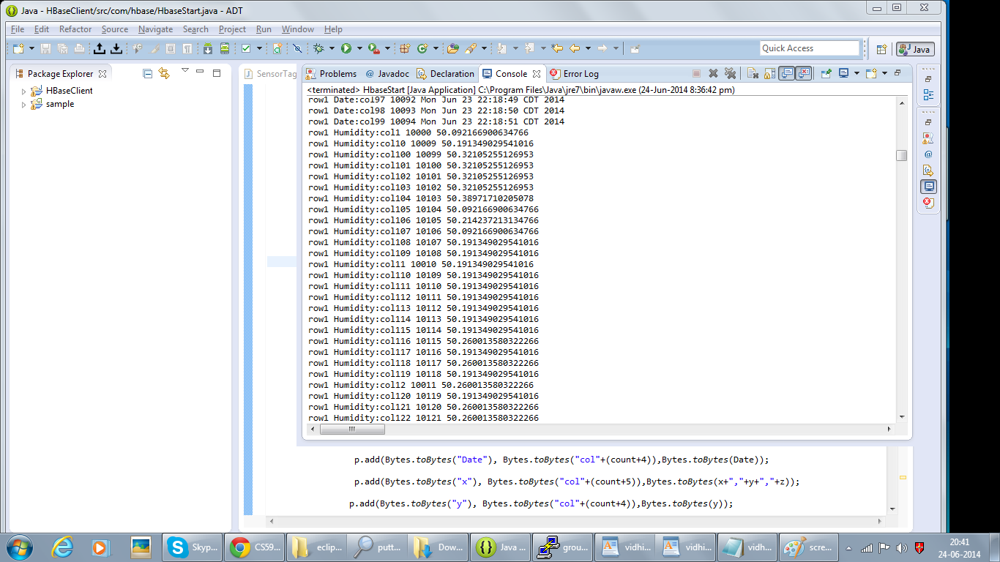 Java - HBaseClient/src/com/hbase/HbaseStart.java - ADT
File Edit Refactor Source Navigate Search Project Run Window Help
Quick Access
Java
Package Explorer
HBaseClient
sample
SensorTag
Problems Javadoc Declaration Console Error Log
<terminated> HbaseStart [Java Application] C:\Program Files\Java\jre7\bin\javaw.exe (24-Jun-2014 8:36:42 pm)
row1 Date:col97 10092 Mon Jun 23 22:18:49 CDT 2014
row1 Date:col98 10093 Mon Jun 23 22:18:50 CDT 2014
row1 Date:col99 10094 Mon Jun 23 22:18:51 CDT 2014
row1 Humidity:col1 10000 50.092166900634766
row1 Humidity:col10 10009 50.191349029541016
row1 Humidity:col100 10099 50.32105255126953
row1 Humidity:col101 10100 50.32105255126953
row1 Humidity:col102 10101 50.32105255126953
row1 Humidity:col103 10102 50.32105255126953
row1 Humidity:col104 10103 50.38971710205078
row1 Humidity:col105 10104 50.092166900634766
row1 Humidity:col106 10105 50.214237213134766
row1 Humidity:col107 10106 50.092166900634766
row1 Humidity:col108 10107 50.191349029541016
row1 Humidity:col109 10108 50.191349029541016
row1 Humidity:col11 10010 50.191349029541016
row1 Humidity:col110 10109 50.191349029541016
row1 Humidity:col111 10110 50.191349029541016
row1 Humidity:col112 10111 50.191349029541016
row1 Humidity:col113 10112 50.191349029541016
row1 Humidity:col114 10113 50.191349029541016
row1 Humidity:col115 10114 50.191349029541016
row1 Humidity:col116 10115 50.260013580322266
row1 Humidity:col117 10116 50.191349029541016
row1 Humidity:col118 10117 50.260013580322266
row1 Humidity:col119 10118 50.191349029541016
row1 Humidity:col12 10011 50.260013580322266
row1 Humidity:col120 10119 50.191349029541016
row1 Humidity:col121 10120 50.260013580322266
row1 Humidity:col122 10121 50.260013580322266
p.add(Bytes.toBytes("Date"), Bytes.toBytes("col"+(count+4)),Bytes.toBytes(Date));
p.add(Bytes.toBytes("x"), Bytes.toBytes("col"+(count+5)),Bytes.toBytes(x+","+y+","+z));
p.add(Bytes.toBytes("y"), Bytes.toBytes("col"+(count+4)),Bytes.toBytes(y));
Skyp... CS59... eclip... putt... Dow... Java ... grou... vidhi... vidhi... vidh... scre...
20:41
24-06-2014